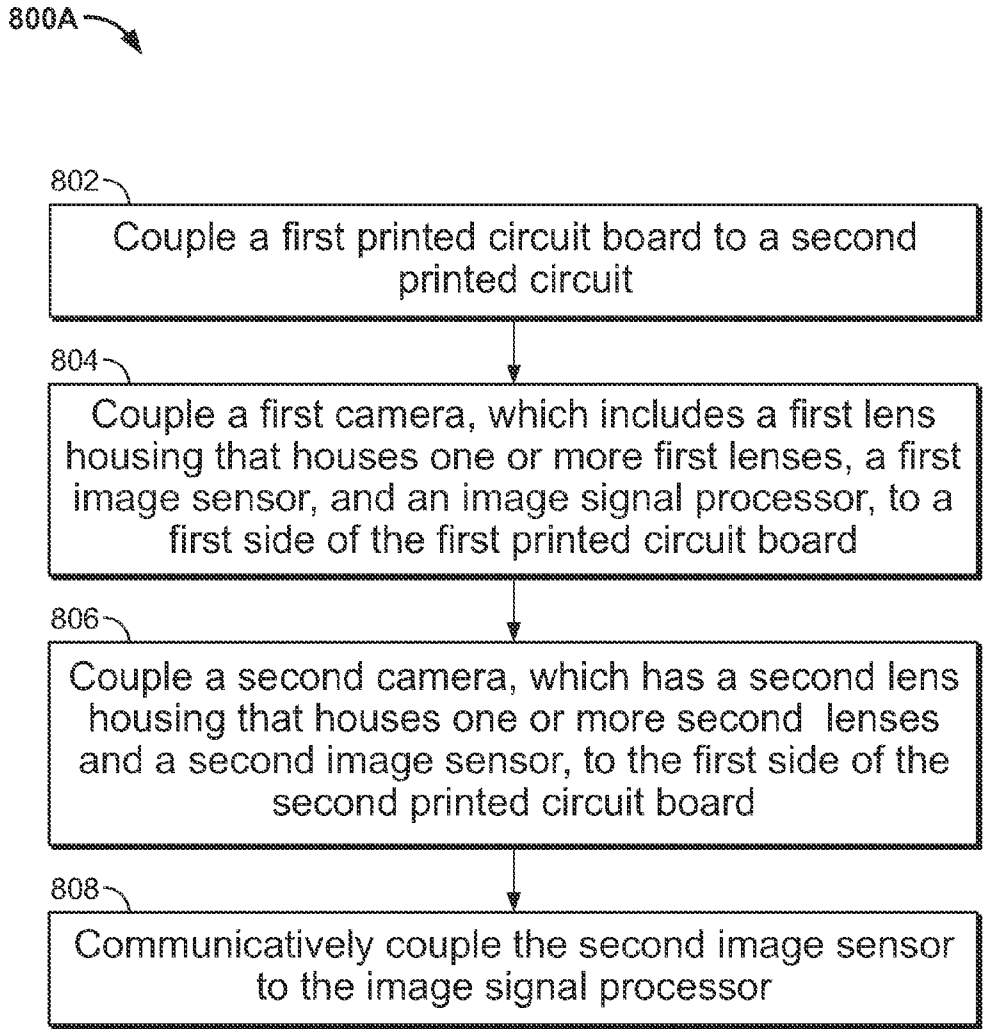 800A
802
Couple a first printed circuit board to a second
printed circuit
804
Couple a first camera, which includes a first lens
housing that houses one or more first lenses, a first
image sensor, and an image signal processor, to a
first side of the first printed circuit board
806
Couple a second camera, which has a second lens
housing that houses one or more second lenses
and a second image sensor, to the first side of the
second printed circuit board
808
Communicatively couple the second image sensor
to the image signal processor